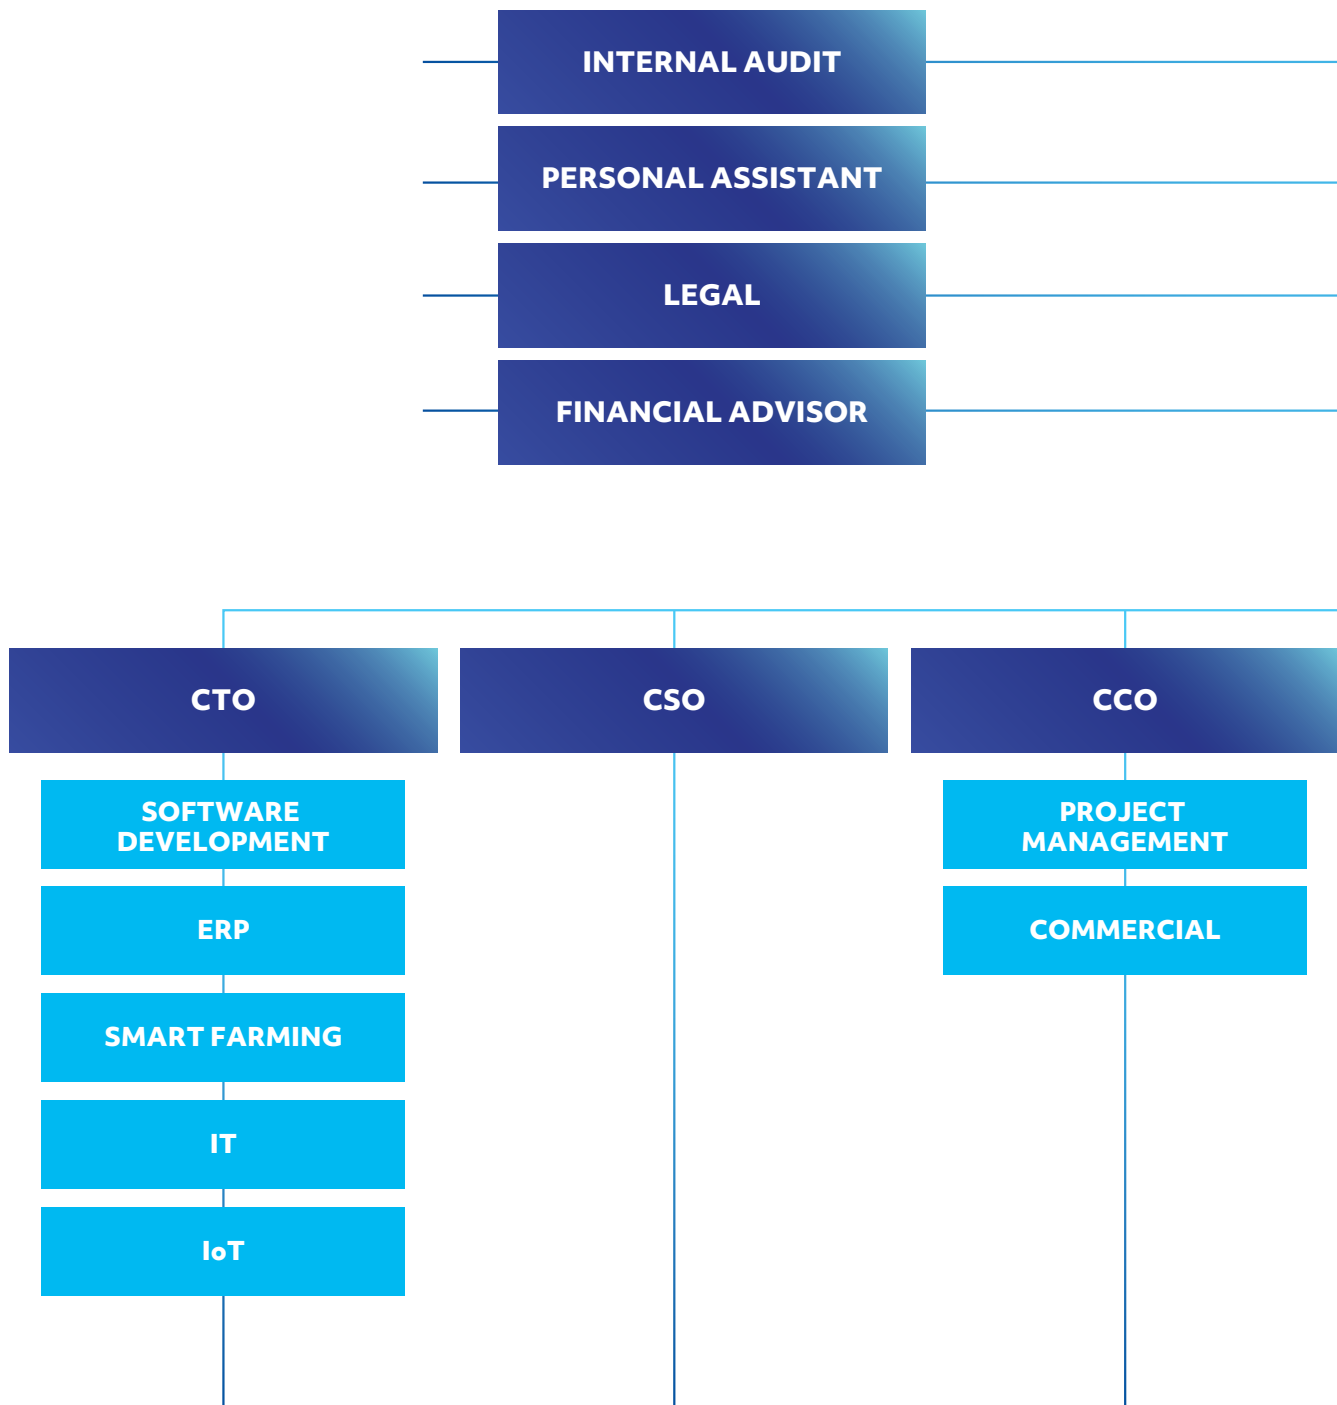 INTERNAL AUDIT
PERSONAL ASSISTANT
LEGAL
FINANCIAL ADVISOR
CTO
CSO
CCO
SOFTWARE
DEVELOPMENT
ERP
SMART FARMING
IT
IoT
PROJECT
MANAGEMENT
COMMERCIAL